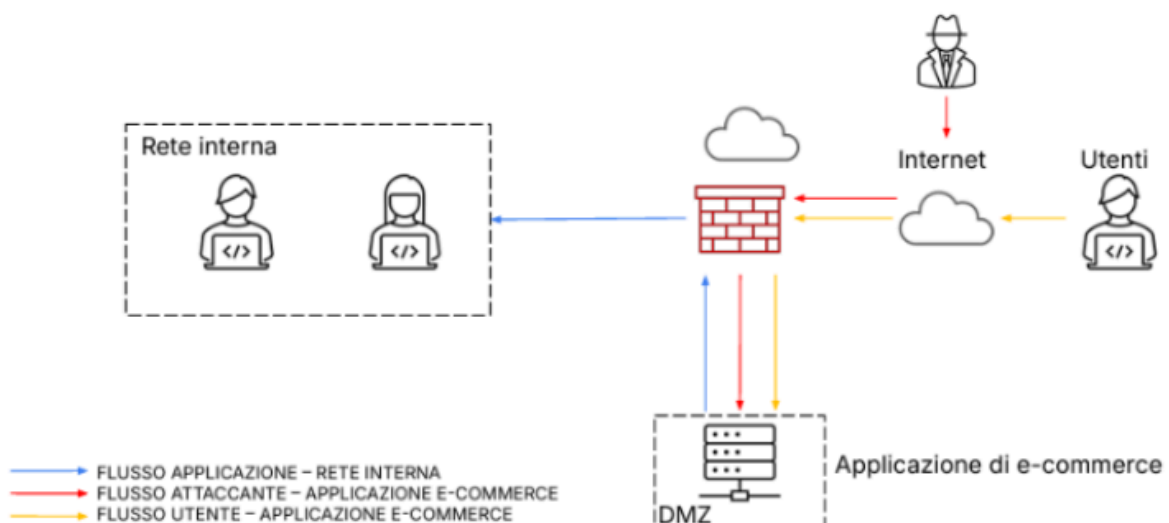 Rete interna
Internet
Utenti
</>
</>
</>
Applicazione di e-commerce
DMZ
FLUSSO APPLICAZIONE – RETE INTERNA
FLUSSO ATTACCANTE – APPLICAZIONE E-COMMERCE
FLUSSO UTENTE – APPLICAZIONE E-COMMERCE